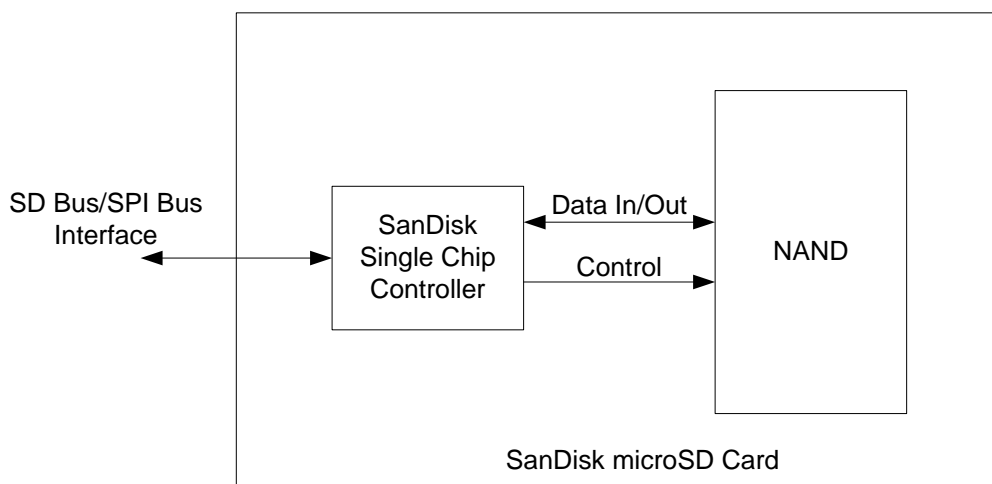 SD Bus/SPI Bus
Interface
SanDisk
Single Chip
Controller
Data In/Out
Control
NAND
SanDisk microSD Card